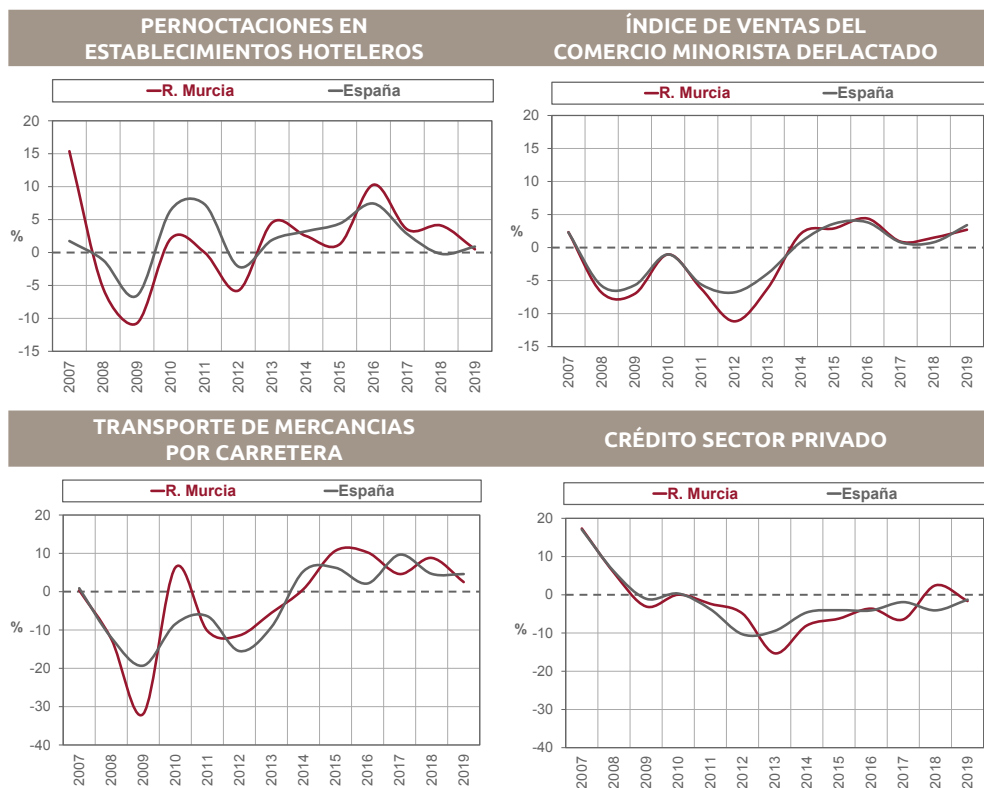 PERNOCTACIONES EN
ESTABLECIMIENTOS HOTELEROS
R. Murcia España
20
15
10
5
%
0
-5
-10
-15
2007 2008 2009 2010 2011 2012 2013 2014 2015 2016 2017 2018 2019
ÍNDICE DE VENTAS DEL
COMERCIO MINORISTA DEFLACTADO
R. Murcia España
20
15
10
5
%
0
-5
-10
-15
2007 2008 2009 2010 2011 2012 2013 2014 2015 2016 2017 2018 2019
TRANSPORTE DE MERCANCIAS
POR CARRETERA
R. Murcia España
20
10
0
%
-10
-20
-30
-40
2007 2008 2009 2010 2011 2012 2013 2014 2015 2016 2017 2018 2019
CRÉDITO SECTOR PRIVADO
R. Murcia España
20
10
0
%
-10
-20
-30
-40
2007 2008 2009 2010 2011 2012 2013 2014 2015 2016 2017 2018 2019